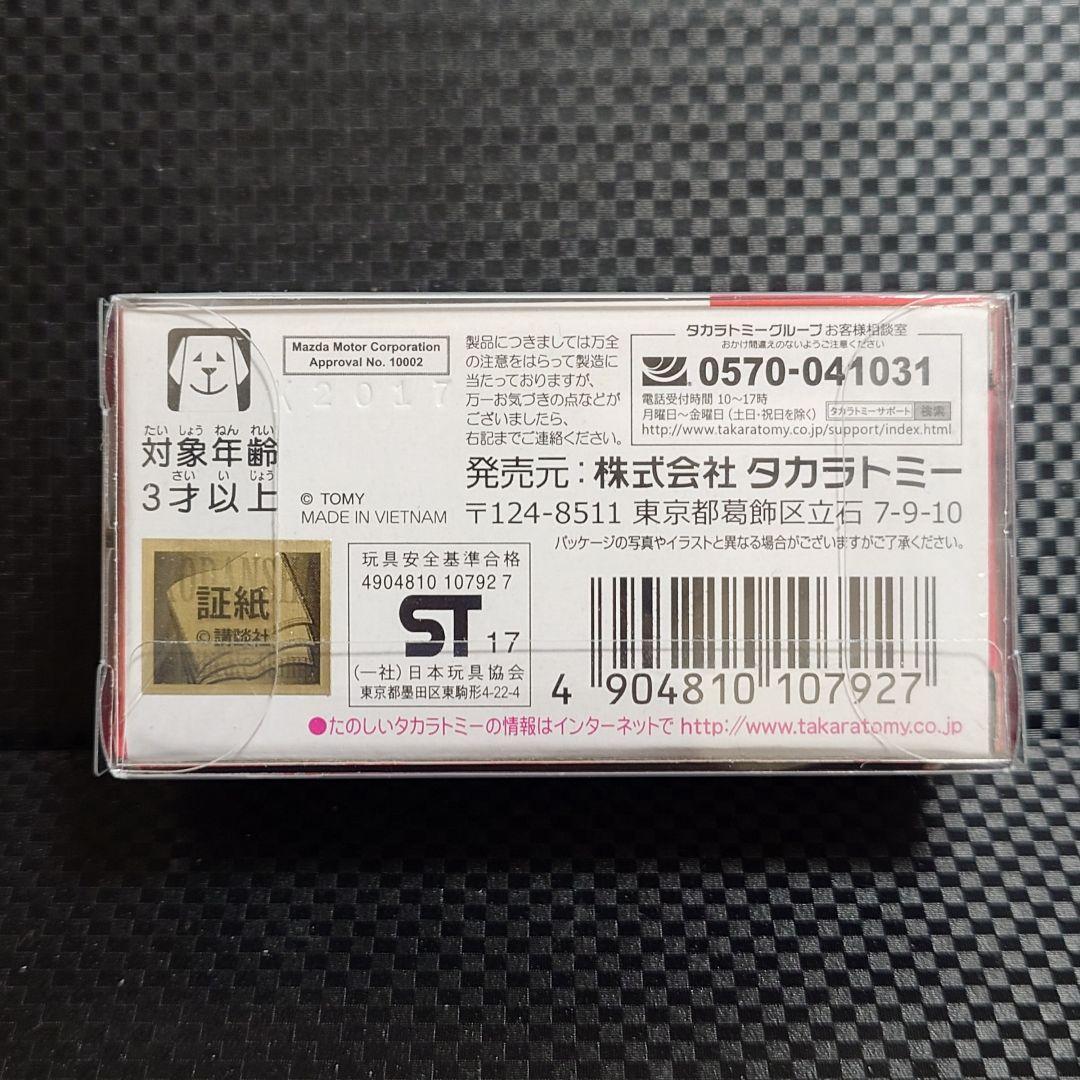 Mazda Motor Corporation
Approval No. 10002
K2017
たい しょう ねん れい
対象年齢
さい い じょう
3才以上
© TOMY
MADE IN VIETNAM
製品につきましては万全
の注意をはらって製造に
当たっておりますが、
万一お気づきの点などが
ございましたら、
右記までご連絡ください。
タカラトミーグループ お客様相談室
おかけ間違えのないようご注意ください
0570-041031
電話受付時間 10～17時
月曜日～金曜日 (土日・祝日を除く) タカラトミーサポート 検索
http://www.takaratomy.co.jp/support/index.html
発売元：株式会社 タカラトミー
〒124-8511 東京都葛飾区立石 7-9-10
パッケージの写真やイラストと異なる場合がございますがご了承ください。
証紙
©講談社
玩具安全基準合格
4904810 10792 7
ST 17
(一社)日本玩具協会
東京都墨田区東駒形4-22-4
4 904810 107927
●たのしいタカラトミーの情報はインターネットで http://www.takaratomy.co.jp